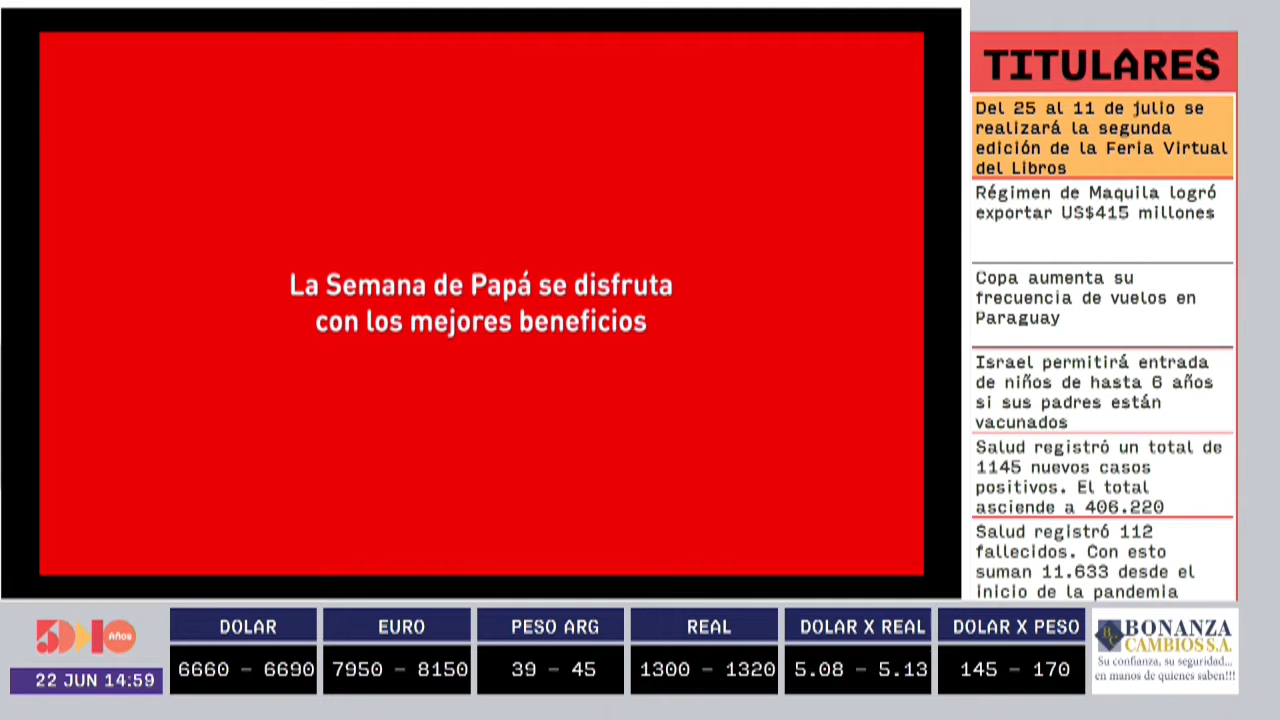 La Semana de Papá se disfruta
con los mejores beneficios
TITULARES
Del 25 al 11 de julio se
realizará la segunda
edición de la Feria Virtual
del Libros
Régimen de Maquila logró
exportar US$415 millones
Copa aumenta su
frecuencia de vuelos en
Paraguay
Israel permitirá entrada
de niños de hasta 6 años
si sus padres están
vacunados
Salud registró un total de
1145 nuevos casos
positivos. El total
asciende a 406.220
Salud registró 112
fallecidos. Con esto
suman 11.633 desde el
inicio de la pandemia
Años
22 JUN 14:59
DOLAR
6660 - 6690
EURO
7950 - 8150
PESO ARG
39 - 45
REAL
1300 - 1320
DOLAR X REAL
5.08 - 5.13
DOLAR X PESO
145 - 170
BONANZA
CAMBIOS S.A.
Su confianza, su seguridad...
en manos de quienes saben!!!